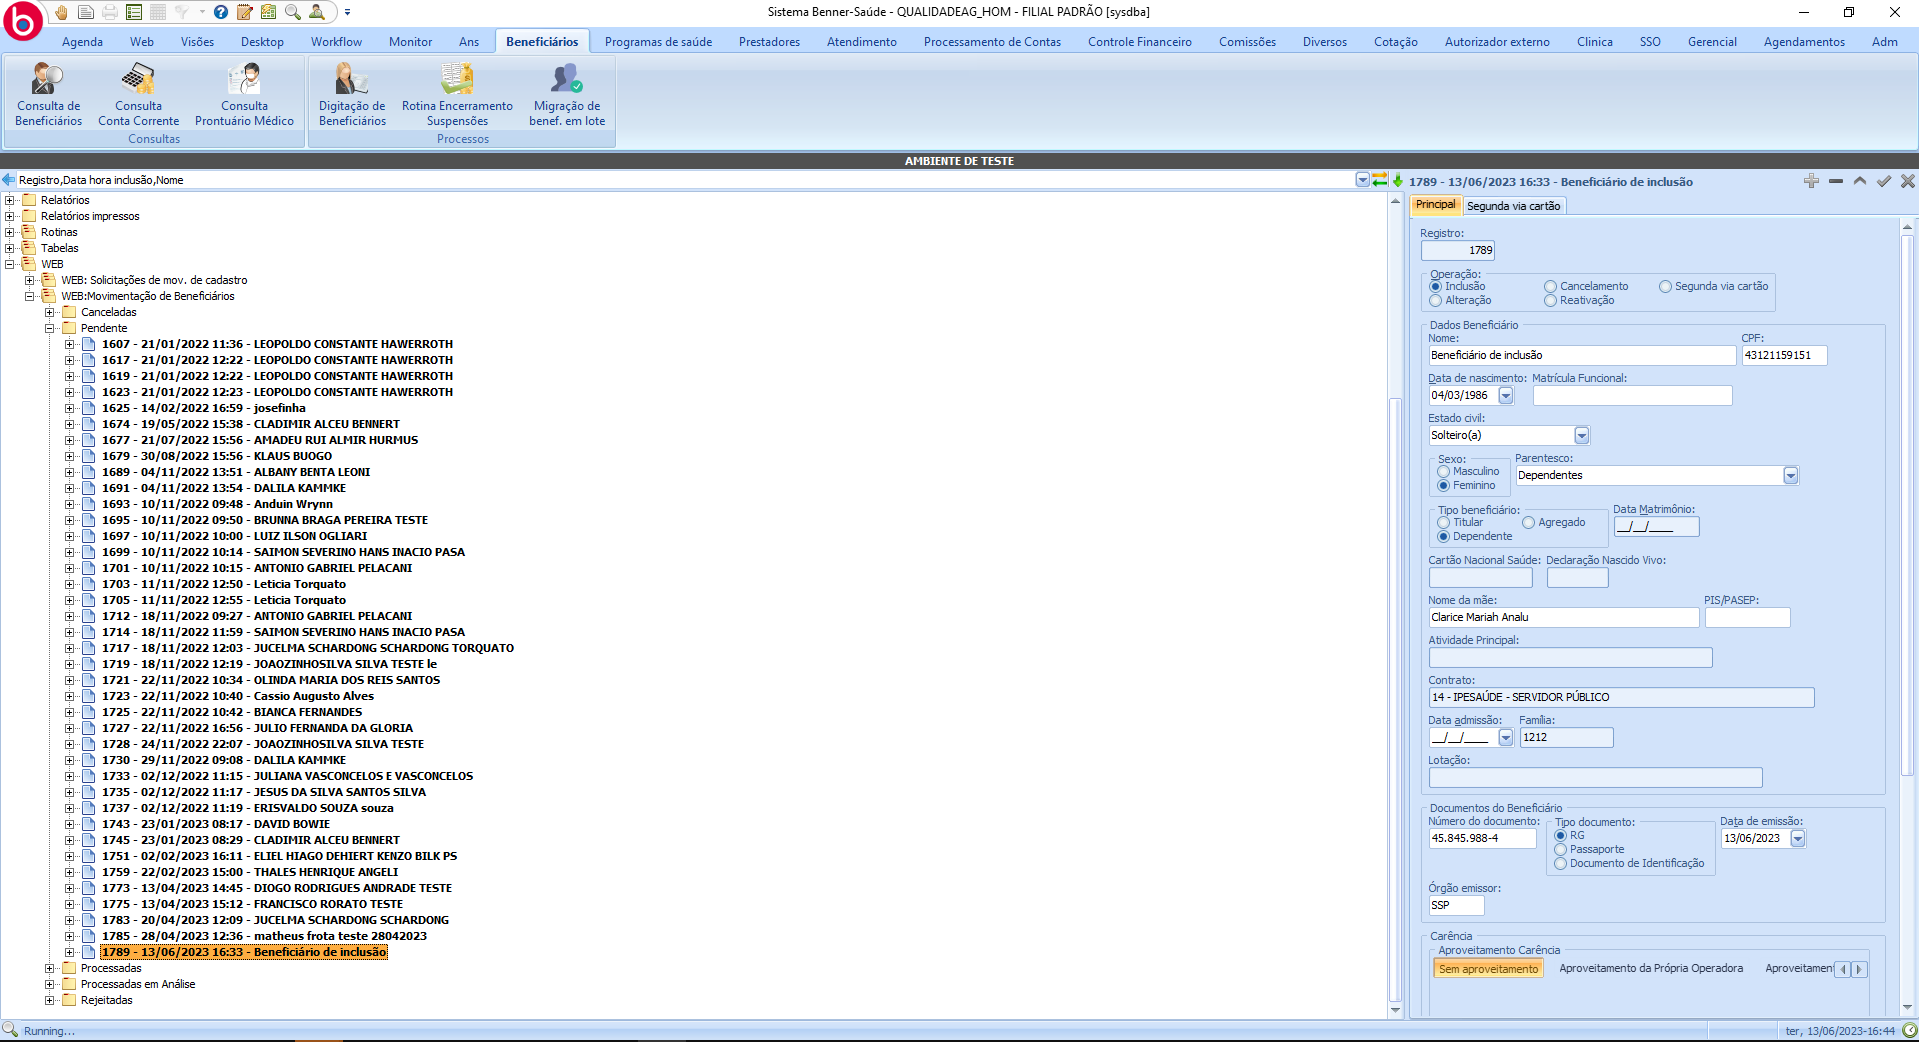 Sistema Benner-Saúde - QUALIDADEAG_HOM - FILIAL PADRÃO [sysdba]
Agenda Web Visões Desktop Workflow Monitor Ans Beneficiários Programas de saúde Prestadores Atendimento Processamento de Contas Controle Financeiro Comissões Diversos Cotação Autorizador externo Clinica SSO Gerencial Agendamentos Adm
Consulta de Beneficiários
Consulta Conta Corrente
Consulta Prontuário Médico
Consultas
Digitação de Beneficiários
Rotina Encerramento Suspensões
Migração de benef. em lote
Processos
AMBIENTE DE TESTE
Registro,Data hora inclusão,Nome
Relatórios
Relatórios impressos
Rotinas
Tabelas
WEB
WEB: Solicitações de mov. de cadastro
WEB:Movimentação de Beneficiários
Canceladas
Pendente
1607 - 21/01/2022 11:36 - LEOPOLDO CONSTANTE HAWERROTH
1617 - 21/01/2022 12:22 - LEOPOLDO CONSTANTE HAWERROTH
1619 - 21/01/2022 12:22 - LEOPOLDO CONSTANTE HAWERROTH
1623 - 21/01/2022 12:23 - LEOPOLDO CONSTANTE HAWERROTH
1625 - 14/02/2022 16:59 - josefinha
1674 - 19/05/2022 15:38 - CLADIMIR ALCEU BENNERT
1677 - 21/07/2022 15:56 - AMADEU RUI ALMIR HURMUS
1679 - 30/08/2022 15:56 - KLAUS BUOGO
1689 - 04/11/2022 13:51 - ALBANY BENTA LEONI
1691 - 04/11/2022 13:54 - DALILA KAMMKE
1693 - 10/11/2022 09:48 - Anduin Wrynn
1695 - 10/11/2022 09:50 - BRUNNA BRAGA PEREIRA TESTE
1697 - 10/11/2022 10:00 - LUIZ ILSON OGLIARI
1699 - 10/11/2022 10:14 - SAIMON SEVERINO HANS INACIO PASA
1701 - 10/11/2022 10:15 - ANTONIO GABRIEL PELACANI
1703 - 11/11/2022 12:50 - Leticia Torquato
1705 - 11/11/2022 12:55 - Leticia Torquato
1712 - 18/11/2022 09:27 - ANTONIO GABRIEL PELACANI
1714 - 18/11/2022 11:59 - SAIMON SEVERINO HANS INACIO PASA
1717 - 18/11/2022 12:03 - JUCELMA SCHARDONG SCHARDONG TORQUATO
1719 - 18/11/2022 12:19 - JOAOZINHOSILVA SILVA TESTE le
1721 - 22/11/2022 10:34 - OLINDA MARIA DOS REIS SANTOS
1723 - 22/11/2022 10:40 - Cassio Augusto Alves
1725 - 22/11/2022 10:42 - BIANCA FERNANDES
1727 - 22/11/2022 16:56 - JULIO FERNANDA DA GLORIA
1728 - 24/11/2022 22:07 - JOAOZINHOSILVA SILVA TESTE
1730 - 29/11/2022 09:08 - DALILA KAMMKE
1733 - 02/12/2022 11:15 - JULIANA VASCONCELOS E VASCONCELOS
1735 - 02/12/2022 11:17 - JESUS DA SILVA SANTOS SILVA
1737 - 02/12/2022 11:19 - ERISVALDO SOUZA souza
1743 - 23/01/2023 08:17 - DAVID BOWIE
1745 - 23/01/2023 08:29 - CLADIMIR ALCEU BENNERT
1751 - 02/02/2023 16:11 - ELIEL HIAGO DEHIERT KENZO BILK PS
1759 - 22/02/2023 15:00 - THALES HENRIQUE ANGELI
1773 - 13/04/2023 14:45 - DIOGO RODRIGUES ANDRADE TESTE
1775 - 13/04/2023 15:12 - FRANCISCO RORATO TESTE
1783 - 20/04/2023 12:09 - JUCELMA SCHARDONG SCHARDONG
1785 - 28/04/2023 12:36 - matheus frota teste 28042023
1789 - 13/06/2023 16:33 - Beneficiário de inclusão
Processadas
Processadas em Análise
Rejeitadas
1789 - 13/06/2023 16:33 - Beneficiário de inclusão
Principal Segunda via cartão
Registro:
1789
Operação:
Inclusão Cancelamento Segunda via cartão
Alteração Reativação
Dados Beneficiário
Nome: CPF:
Beneficiário de inclusão 43121159151
Data de nascimento: Matrícula Funcional:
04/03/1986
Estado civil:
Solteiro(a)
Sexo: Parentesco:
Masculino
Feminino
Dependentes
Tipo beneficiário: Data Matrimônio:
Titular Agregado __/__/____
Dependente
Cartão Nacional Saúde: Declaração Nascido Vivo:
Nome da mãe: PIS/PASEP:
Clarice Mariah Analu
Atividade Principal:
Contrato:
14 - IPESAÚDE - SERVIDOR PÚBLICO
Data admissão: Família:
__/__/____ 1212
Lotação:
Documentos do Beneficiário
Número do documento: Tipo documento: Data de emissão:
45.845.988-4 RG 13/06/2023
Passaporte
Documento de Identificação
Órgão emissor:
SSP
Carência
Aproveitamento Carência
Sem aproveitamento Aproveitamento da Própria Operadora Aproveitament
Running...
ter, 13/06/2023-16:44